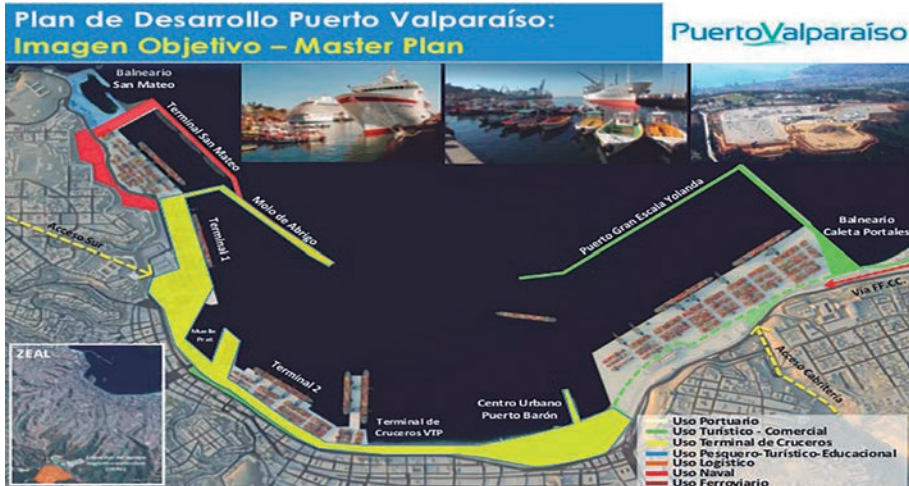 Plan de Desarrollo Puerto Valparaíso:
Imagen Objetivo – Master Plan
PuertoValparaíso
Balneario
San Mateo
Terminal San Mateo
Molo de Abrigo
Acceso Sur
Terminal 1
Puerto Gran Escala Yolanda
Balneario
Caleta Portales
Vía FF.CC.
Muelle
Prat
Terminal 2
Terminal de
Cruceros VTP
Centro Urbano
Puerto Barón
Acceso Cabritería
ZEAL
Uso Portuario
Uso Turístico - Comercial
Uso Terminal de Cruceros
Uso Pesquero-Turístico-Educacional
Uso Logístico
Uso Naval
Uso Ferroviario